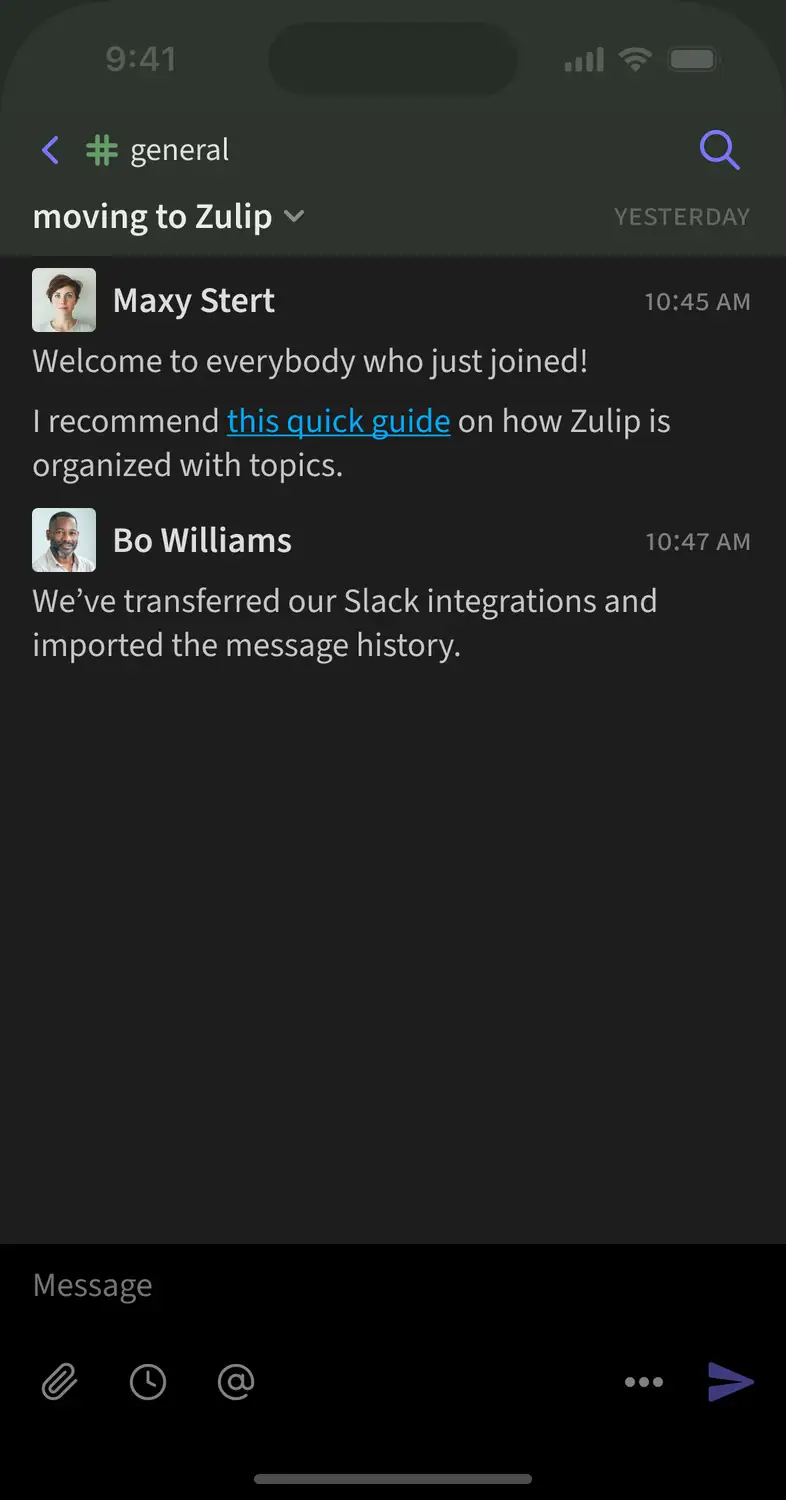 9:41
# general
moving to Zulip
YESTERDAY
Maxy Stert
10:45 AM
Welcome to everybody who just joined!
I recommend this quick guide on how Zulip is
organized with topics.
Bo Williams
10:47 AM
We’ve transferred our Slack integrations and
imported the message history.
Message